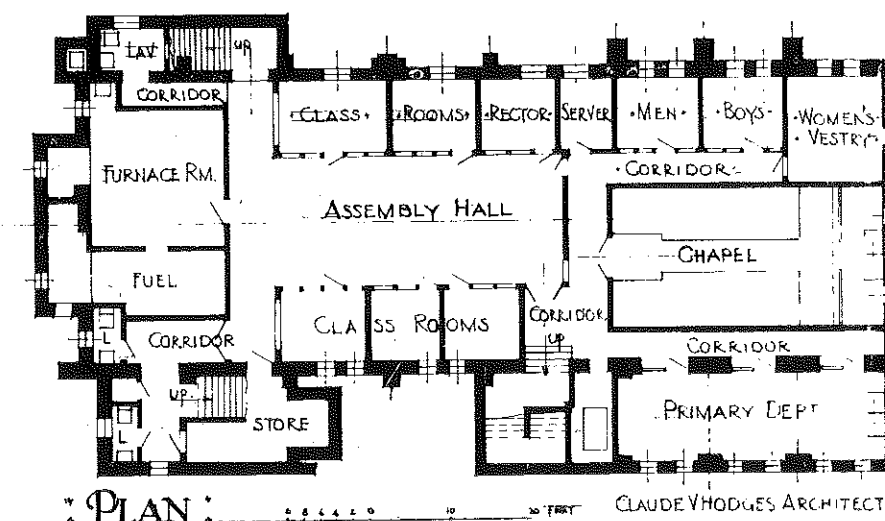 LAV
UP
CORRIDOR
CLASS
ROOMS
RECTOR
SERVER
MEN
BOYS
WOMEN'S
VESTRY
FURNACE RM.
CORRIDOR
ASSEMBLY HALL
CHAPEL
FUEL
L
CORRIDOR
CLASS ROOMS
CORRIDOR
UP
CORRIDOR
UP
L
STORE
PRIMARY DEPT
PLAN
10
20 FEET
CLAUDE V HODGES ARCHITECT